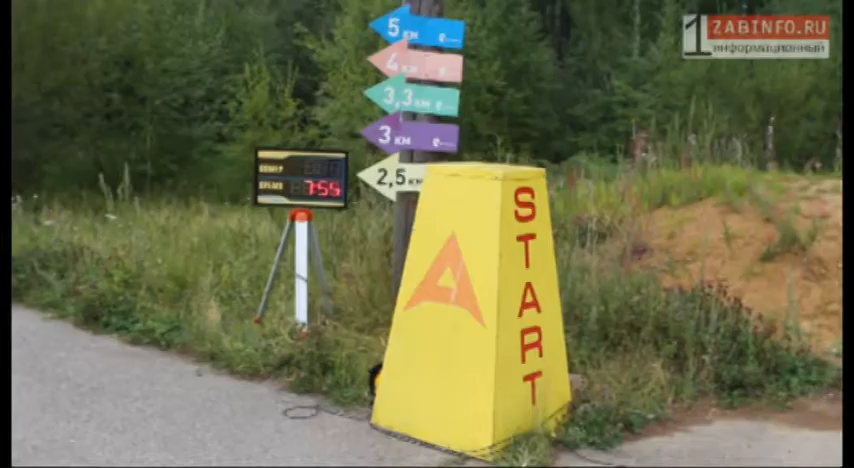 5 км
4 км
3,3 км
3 км
2,5 км
7:55
START
1
ZABINFO.RU
информационный